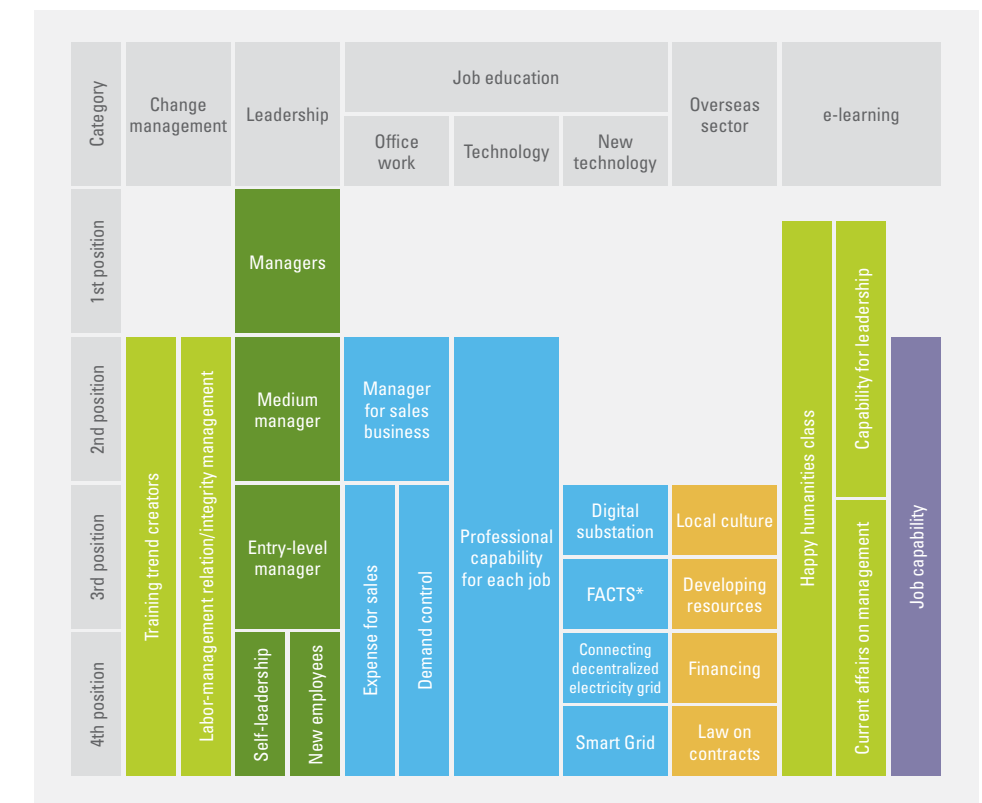 Category
Change
management
Leadership
Job education
Office
work
Technology
New
technology
Overseas
sector
e-learning
1st position
Managers
2nd position
Medium
manager
Manager
for sales
business
3rd position
Entry-level
manager
4th position
Self-leadership
New employees
Training trend creators
Labor-management relation/integrity management
Expense for sales
Demand control
Professional
capability
for each job
Digital
substation
FACTS*
Connecting
decentralized
electricity grid
Smart Grid
Local culture
Developing
resources
Financing
Law on
contracts
Happy humanities class
Capability for leadership
Current affairs on management
Job capability